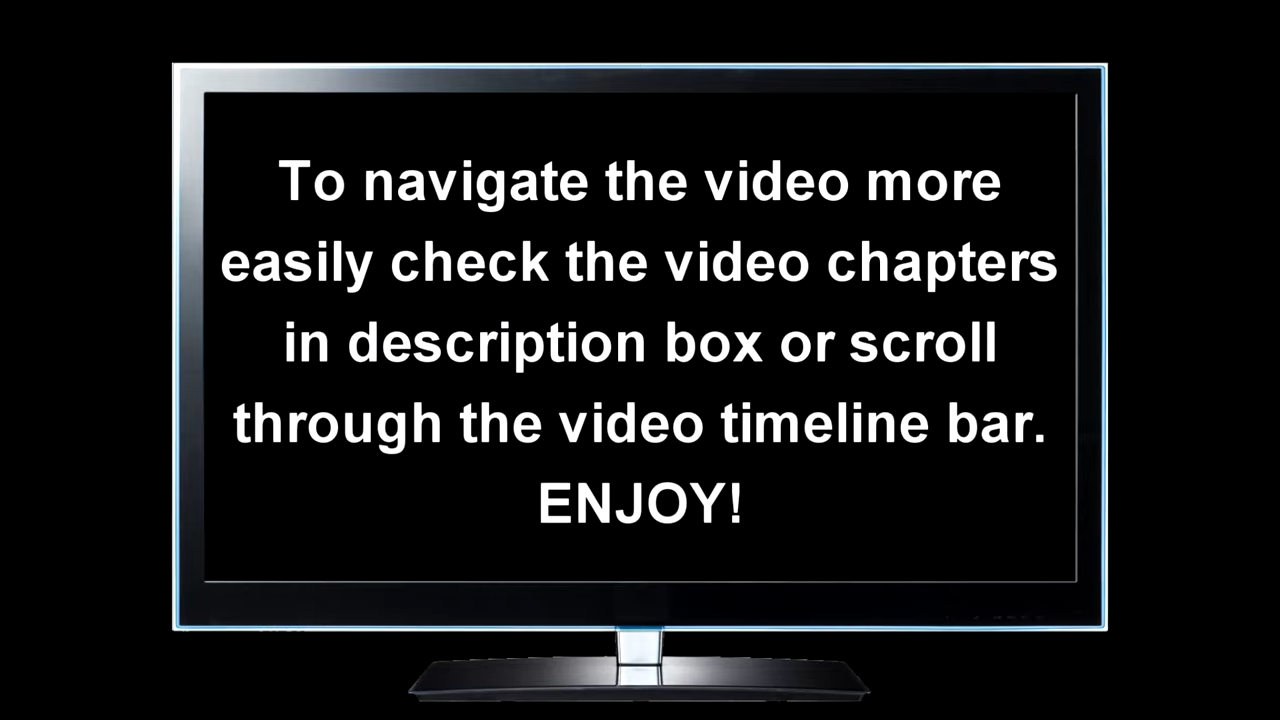 To navigate the video more
easily check the video chapters
in description box or scroll
through the video timeline bar.
ENJOY!